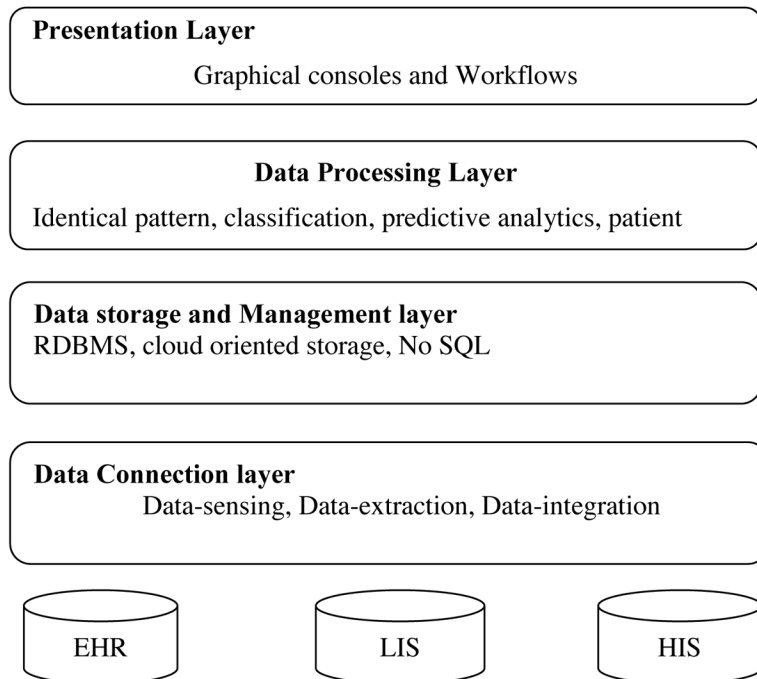 Presentation Layer
Graphical consoles and Workflows
Data Processing Layer
Identical pattern, classification, predictive analytics, patient
Data storage and Management layer
RDBMS, cloud oriented storage, No SQL
Data Connection layer
Data-sensing, Data-extraction, Data-integration
EHR LIS HIS